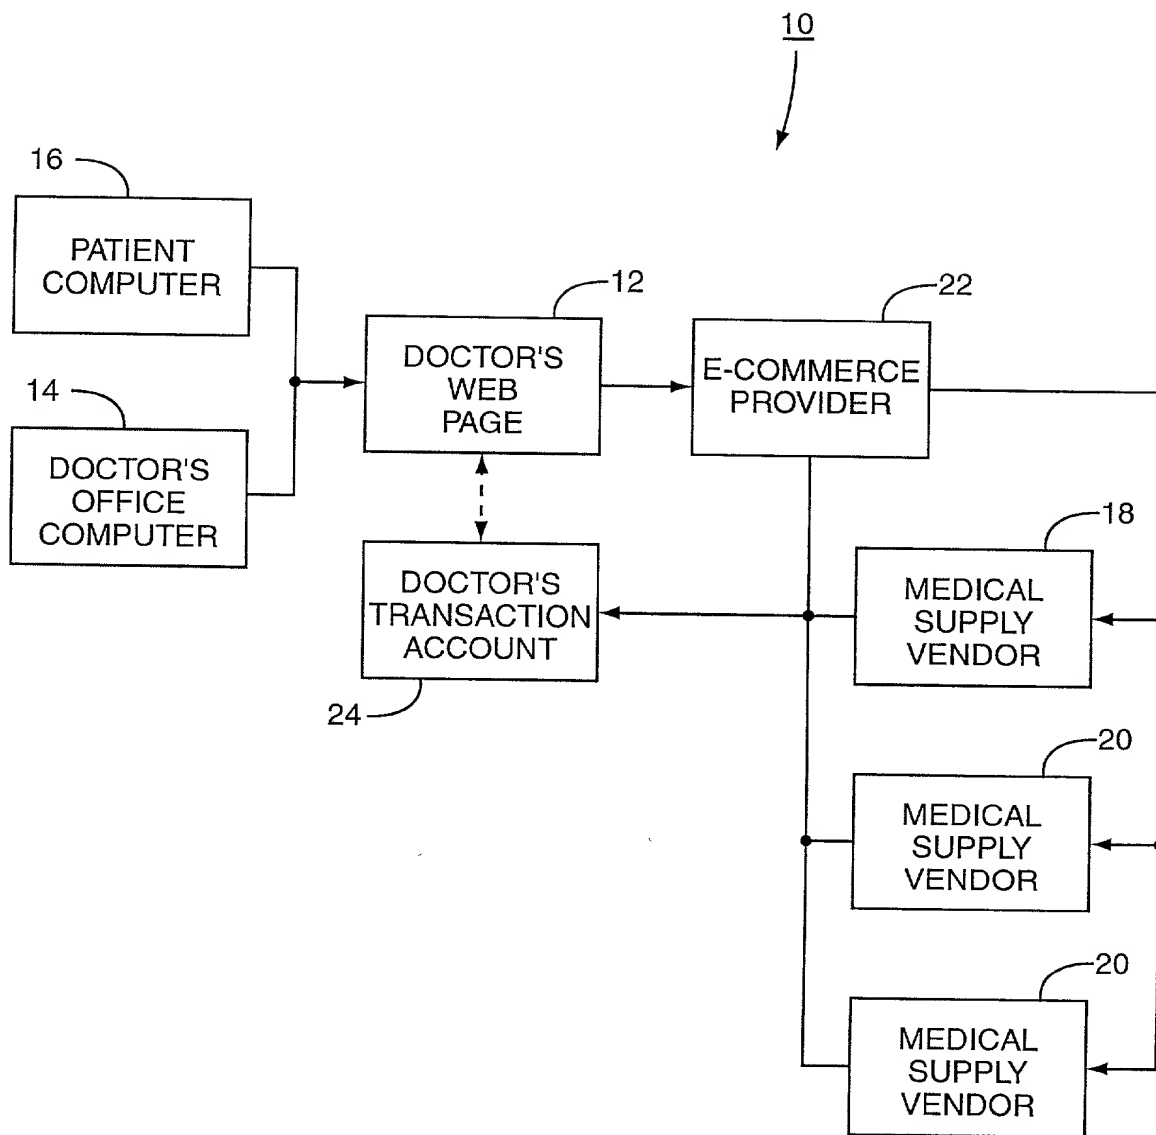 10
16
PATIENT
COMPUTER
12
DOCTOR'S
WEB
PAGE
22
E-COMMERCE
PROVIDER
14
DOCTOR'S
OFFICE
COMPUTER
18
MEDICAL
SUPPLY
VENDOR
DOCTOR'S
TRANSACTION
ACCOUNT
24
20
MEDICAL
SUPPLY
VENDOR
20
MEDICAL
SUPPLY
VENDOR